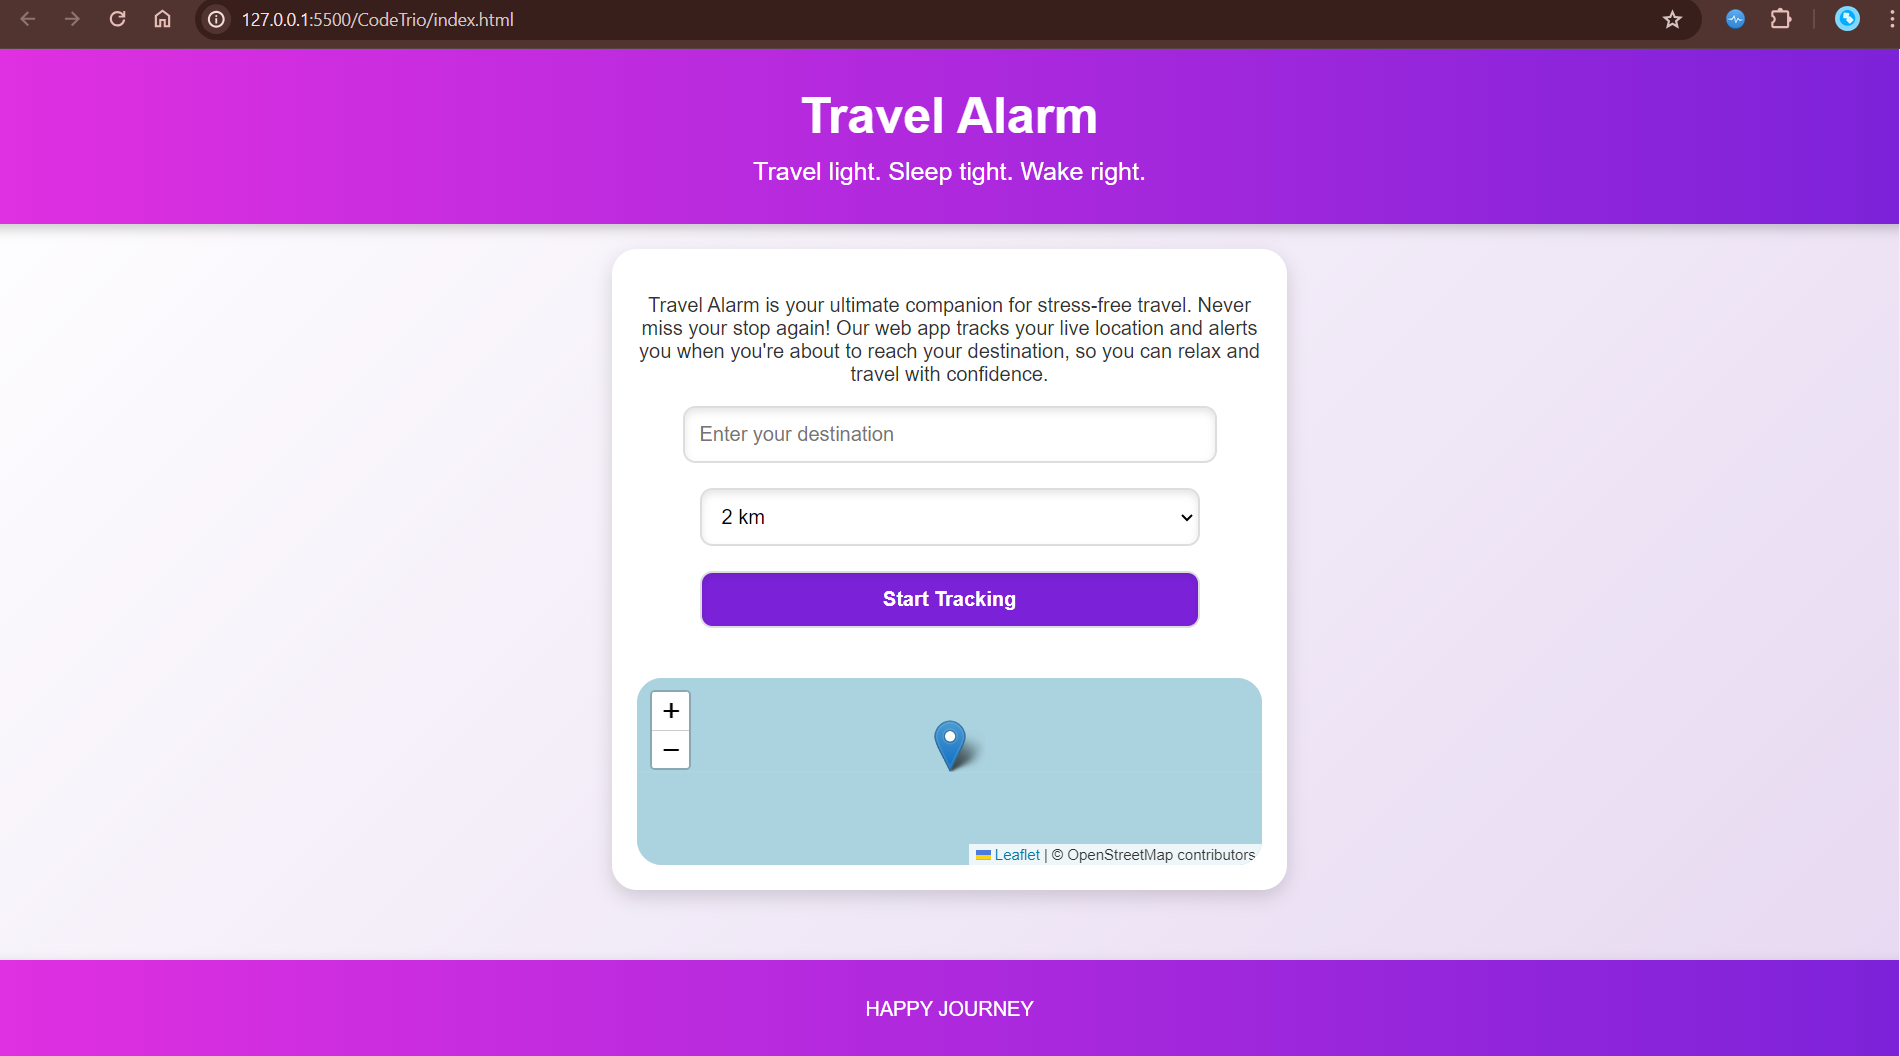 127.0.0.1:5500/CodeTrio/index.html
Travel Alarm
Travel light. Sleep tight. Wake right.
Travel Alarm is your ultimate companion for stress-free travel. Never
miss your stop again! Our web app tracks your live location and alerts
you when you're about to reach your destination, so you can relax and
travel with confidence.
Enter your destination
2 km
Start Tracking
+
−
Leaflet | © OpenStreetMap contributors
HAPPY JOURNEY